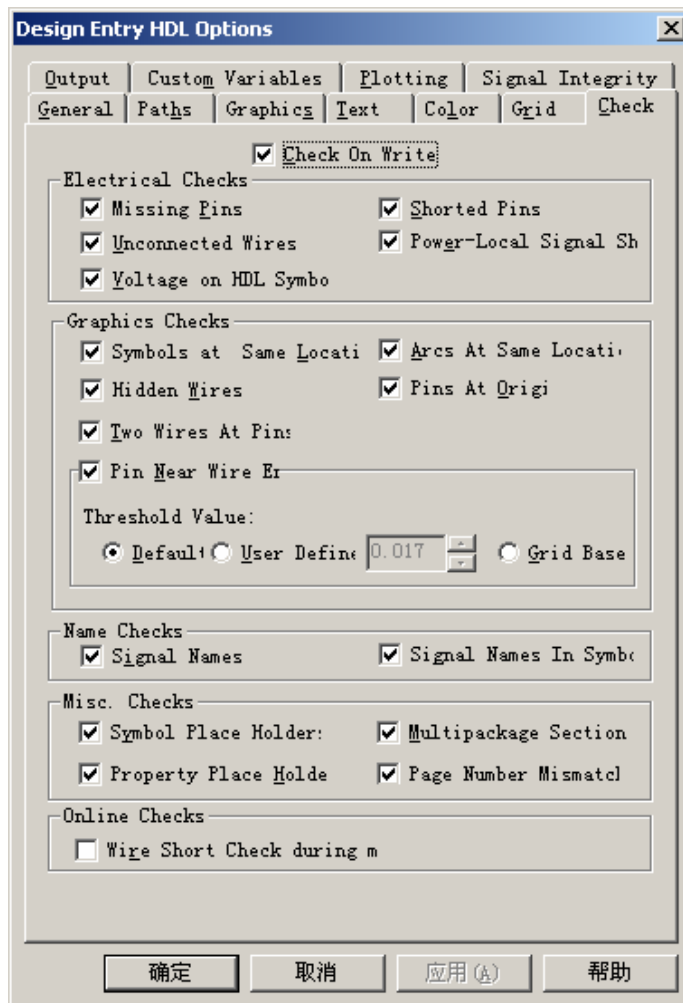 Design Entry HDL Options
Output Custom Variables Plotting Signal Integrity
General Paths Graphics Text Color Grid Check
Check On Write
Electrical Checks
Missing Pins Shorted Pins
Unconnected Wires Power-Local Signal Sh
Voltage on HDL Symbo
Graphics Checks
Symbols at Same Locati Arcs At Same Locati
Hidden Wires Pins At Origi
Two Wires At Pins
Pin Near Wire Er
Threshold Value:
Default User Define 0.017 Grid Base
Name Checks
Signal Names Signal Names In Symbo
Misc. Checks
Symbol Place Holder: Multipackage Section
Property Place Holde Page Number Mismatcl
Online Checks
Wire Short Check during m
确定 取消 应用(A) 帮助